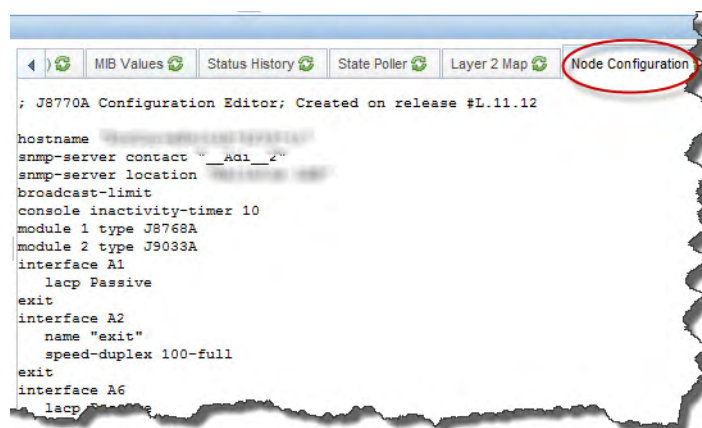 )
MIB Values
Status History
State Poller
Layer 2 Map
Node Configuration
; J8770A Configuration Editor; Created on release #L.11.12
hostname
snmp-server contact "__Adi__2"
snmp-server location
broadcast-limit
console inactivity-timer 10
module 1 type J8768A
module 2 type J9033A
interface A1
lacp Passive
exit
interface A2
name "exit"
speed-duplex 100-full
exit
interface A6
lacp